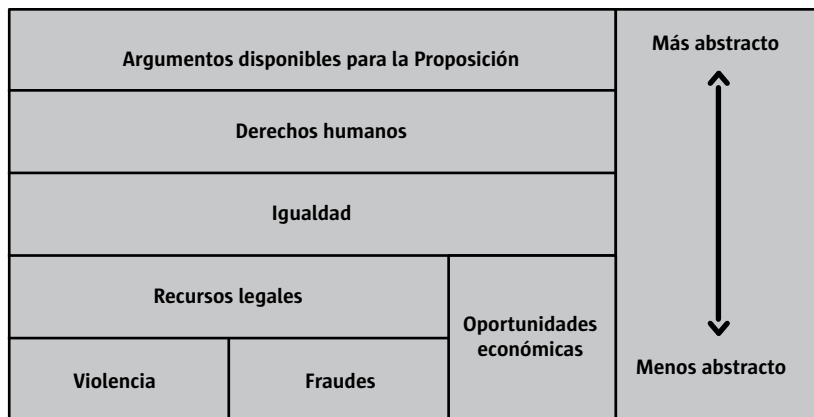 Argumentos disponibles para la Proposición
Más abstracto
Derechos humanos
Igualdad
Recursos legales
Oportunidades
económicas
Violencia
Fraudes
Menos abstracto